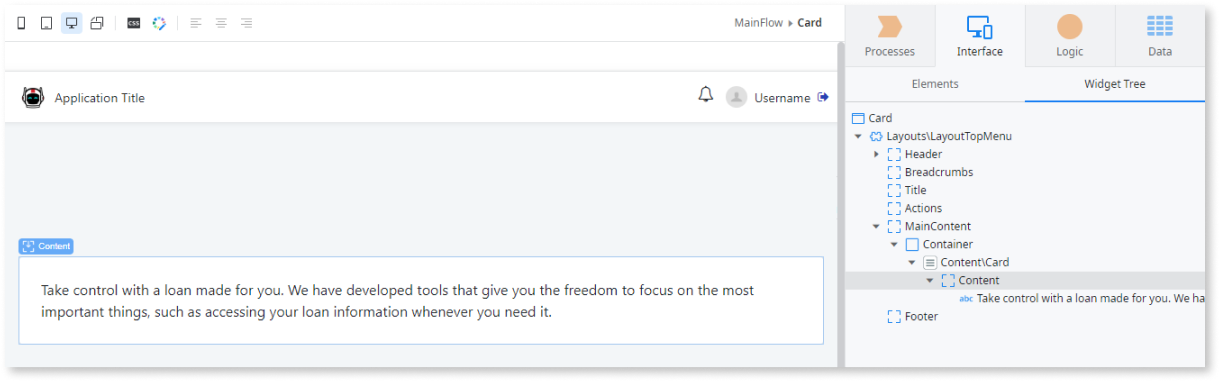 CSS
MainFlow ▸ Card
Processes
Interface
Logic
Data
Elements
Widget Tree
Application Title
Username
Content
Take control with a loan made for you. We have developed tools that give you the freedom to focus on the most
important things, such as accessing your loan information whenever you need it.
Card
Layouts\LayoutTopMenu
Header
Breadcrumbs
Title
Actions
MainContent
Container
Content\Card
Content
abc Take control with a loan made for you. We ha
Footer